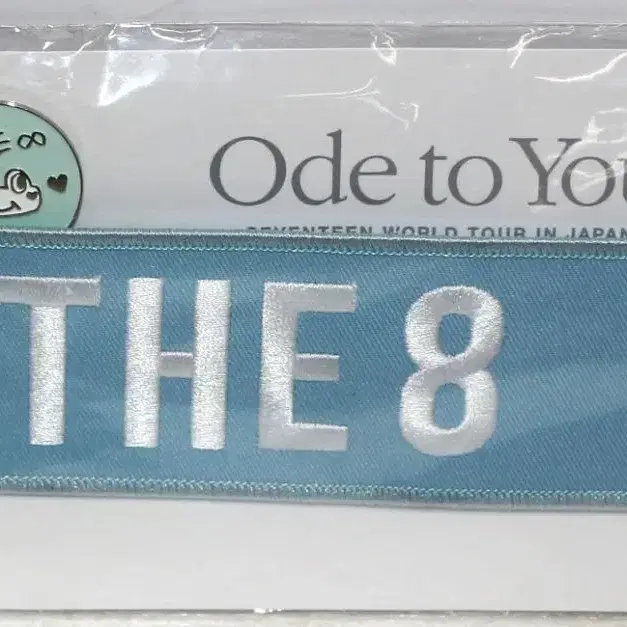 Ode to You
SEVENTEEN WORLD TOUR IN JAPAN
THE 8